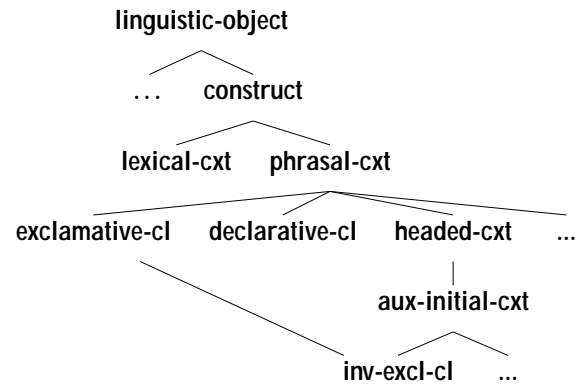 linguistic-object
... construct
lexical-cxt phrasal-cxt
exclamative-cl declarative-cl headed-cxt ...
aux-initial-cxt
inv-excl-cl ...